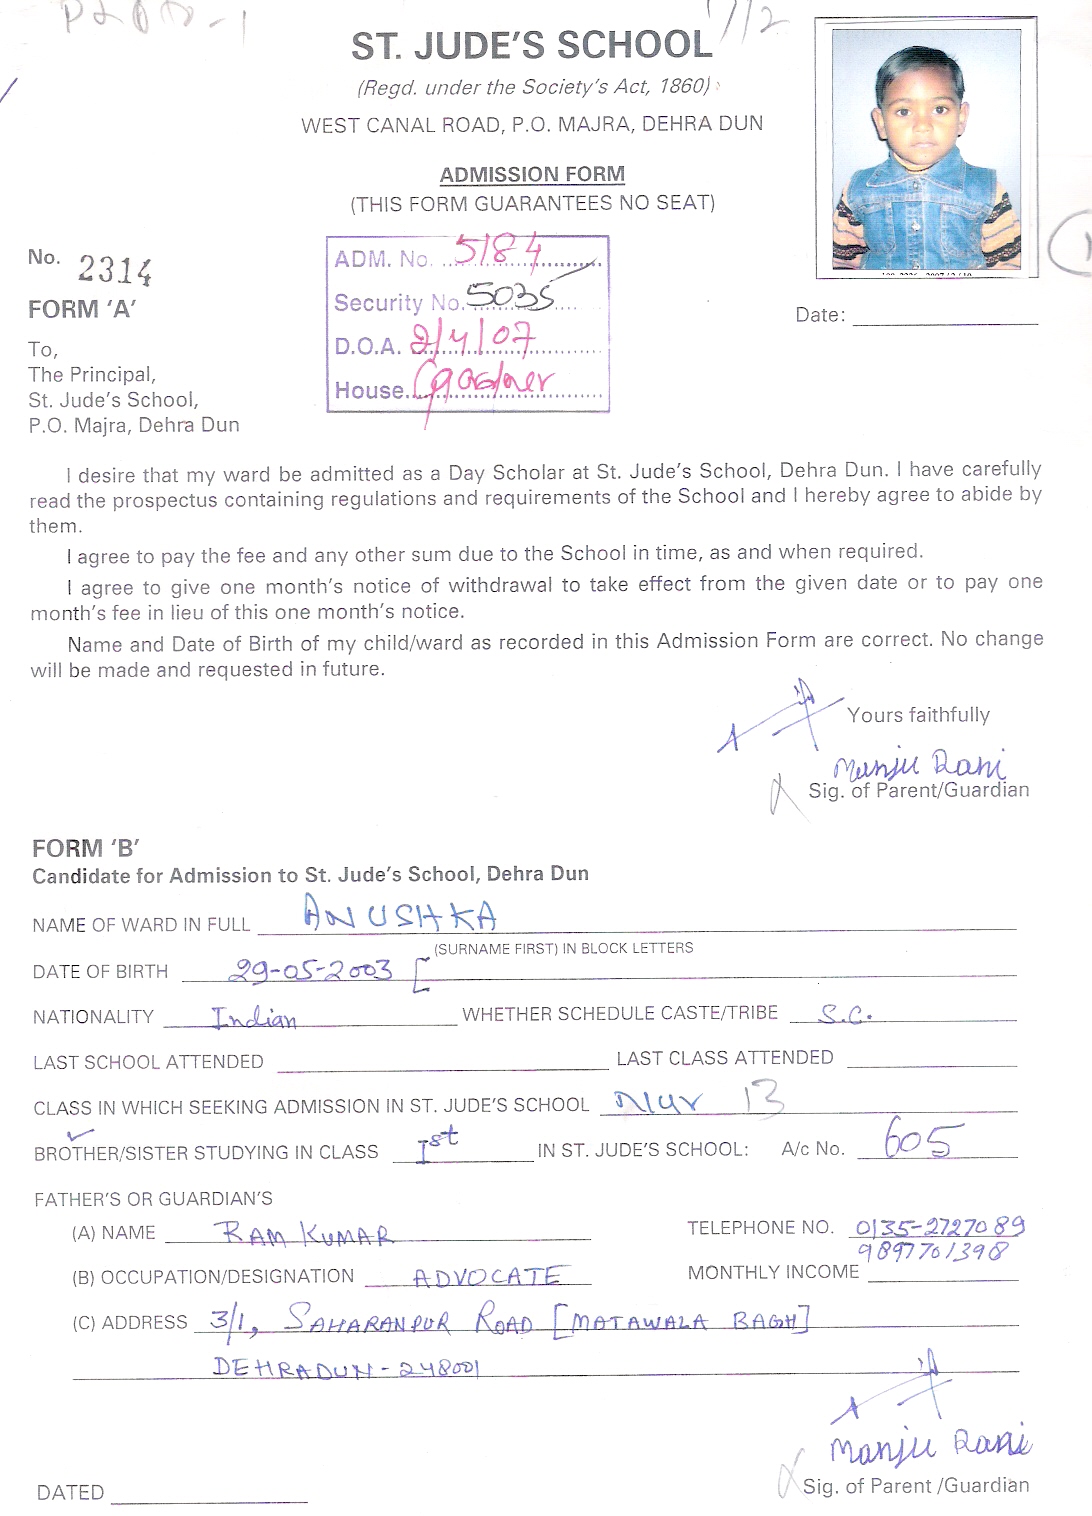 ST. JUDE'S SCHOOL
(Regd. under the Society's Act, 1860)
WEST CANAL ROAD, P.O. MAJRA, DEHRA DUN
ADMISSION FORM
(THIS FORM GUARANTEES NO SEAT)
No. 2314
ADM. No. 5184
Security No. 5035
D.O.A. 2/4/07
House
FORM 'A'
Date:
To,
The Principal,
St. Jude's School,
P.O. Majra, Dehra Dun
I desire that my ward be admitted as a Day Scholar at St. Jude's School, Dehra Dun. I have carefully
read the prospectus containing regulations and requirements of the School and I hereby agree to abide by
them.
I agree to pay the fee and any other sum due to the School in time, as and when required.
I agree to give one month's notice of withdrawal to take effect from the given date or to pay one
month's fee in lieu of this one month's notice.
Name and Date of Birth of my child/ward as recorded in this Admission Form are correct. No change
will be made and requested in future.
Yours faithfully
Manju Rani
Sig. of Parent/Guardian
FORM 'B'
Candidate for Admission to St. Jude's School, Dehra Dun
NAME OF WARD IN FULL ANUSHKA
(SURNAME FIRST) IN BLOCK LETTERS
DATE OF BIRTH 29-05-2003
NATIONALITY Indian WHETHER SCHEDULE CASTE/TRIBE S.C.
LAST SCHOOL ATTENDED LAST CLASS ATTENDED
CLASS IN WHICH SEEKING ADMISSION IN ST. JUDE'S SCHOOL Nur
BROTHER/SISTER STUDYING IN CLASS Ist IN ST. JUDE'S SCHOOL: A/c No. 605
FATHER'S OR GUARDIAN'S
(A) NAME RAM KUMAR TELEPHONE NO. 0135-2727089
9897701398
(B) OCCUPATION/DESIGNATION ADVOCATE MONTHLY INCOME
(C) ADDRESS 3/1, SAHARANPUR ROAD [MATAWALA BAGH]
DEHRADUN-248001
Manju Rani
DATED Sig. of Parent /Guardian